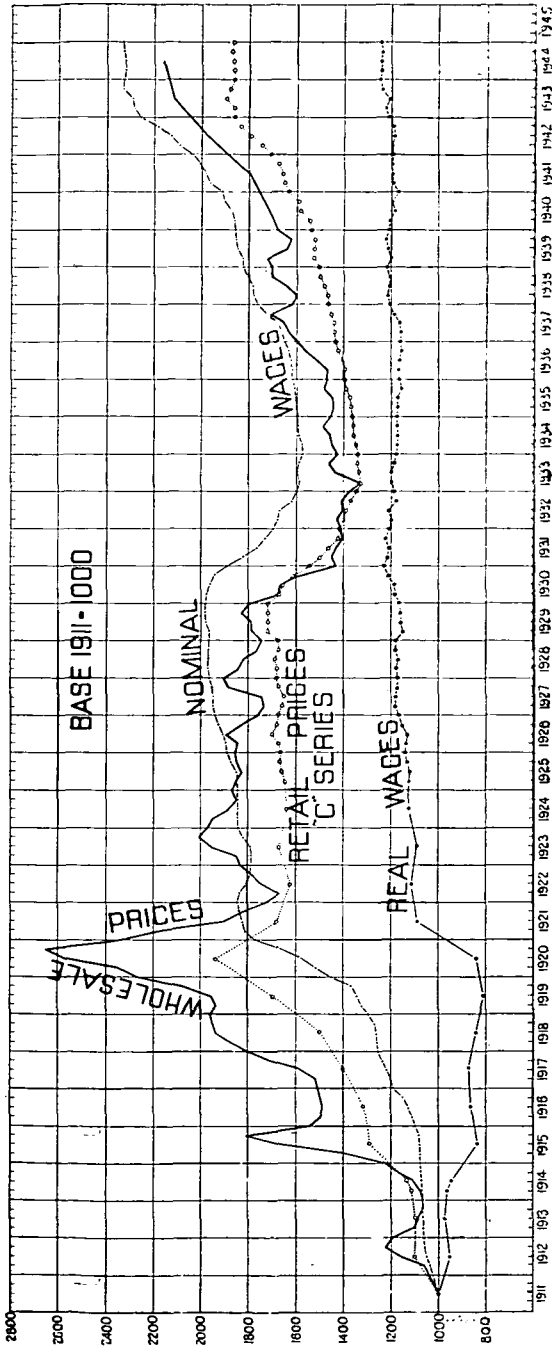 2800
2600
2400
2200
2000
1800
1600
1400
1200
1000
800
BASE 1911 - 1000
WHOLESALE PRICES
NOMINAL WAGES
RETAIL PRICES
"C" SERIES
REAL WAGES
1911 1912 1913 1914 1915 1916 1917 1918 1919 1920 1921 1922 1923 1924 1925 1926 1927 1928 1929 1930 1931 1932 1933 1934 1935 1936 1937 1938 1939 1940 1941 1942 1943 1944 1945